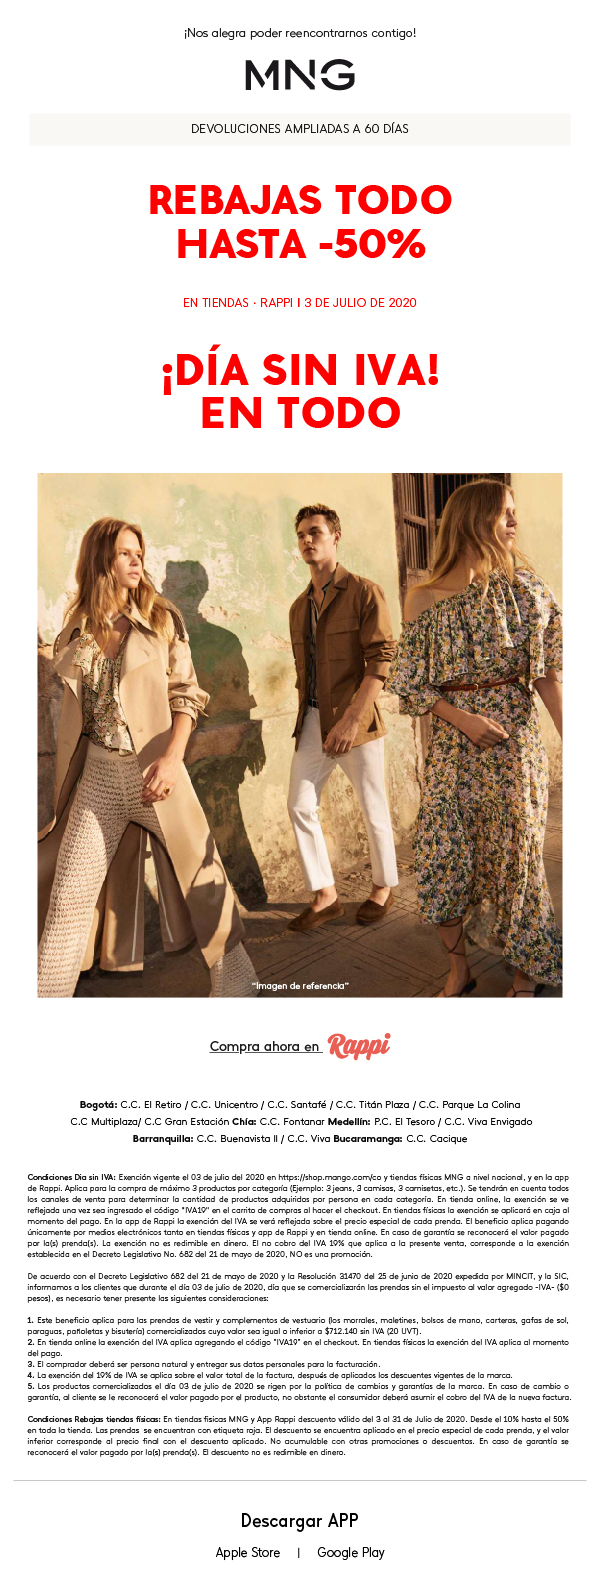 ¡Nos alegra poder reencontrarnos contigo!
MNG
DEVOLUCIONES AMPLIADAS A 60 DÍAS
REBAJAS TODO
HASTA -50%
EN TIENDAS · RAPPI I 3 DE JULIO DE 2020
¡DÍA SIN IVA!
EN TODO
"Imagen de referencia"
Compra ahora en Rappi
Bogotá: C.C. El Retiro / C.C. Unicentro / C.C. Santafé / C.C. Titán Plaza / C.C. Parque La Colina
C.C Multiplaza/ C.C Gran Estación Chía: C.C. Fontanar Medellín: P.C. El Tesoro / C.C. Viva Envigado
Barranquilla: C.C. Buenavista II / C.C. Viva Bucaramanga: C.C. Cacique
Condiciones Dia sin IVA: Exención vigente el 03 de julio del 2020 en https://shop.mango.com/co y tiendas físicas MNG a nivel nacional, y en la app
de Rappi. Aplica para la compra de máximo 3 productos por categoría (Ejemplo: 3 jeans, 3 camisas, 3 camisetas, etc.). Se tendrán en cuenta todos
los canales de venta para determinar la cantidad de productos adquiridas por persona en cada categoría. En tienda online, la exención se ve
reflejada una vez sea ingresado el código "IVA19" en el carrito de compras al hacer el checkout. En tiendas físicas la exención se aplicará en caja al
momento del pago. En la app de Rappi la exención del IVA se verá reflejada sobre el precio especial de cada prenda. El beneficio aplica pagando
únicamente por medios electrónicos tanto en tiendas físicas y app de Rappi y en tienda online. En caso de garantía se reconocerá el valor pagado
por la(s) prenda(s). La exención no es redimible en dinero. El no cobro del IVA 19% que aplica a la presente venta, corresponde a la exención
establecida en el Decreto Legislativo No. 682 del 21 de mayo de 2020, NO es una promoción.
De acuerdo con el Decreto Legislativo 682 del 21 de mayo de 2020 y la Resolución 31470 del 25 de junio de 2020 expedida por MINCIT, y la SIC,
informamos a los clientes que durante el día 03 de julio de 2020, día que se comercializarán las prendas sin el impuesto al valor agregado -IVA- ($0
pesos), es necesario tener presente las siguientes consideraciones:
1. Este beneficio aplica para las prendas de vestir y complementos de vestuario (los morrales, maletines, bolsos de mano, carteras, gafas de sol,
paraguas, pañoletas y bisutería) comercializadas cuyo valor sea igual o inferior a $712.140 sin IVA (20 UVT).
2. En tienda online la exención del IVA aplica agregando el código "IVA19" en el checkout. En tiendas físicas la exención del IVA aplica al momento
del pago.
3. El comprador deberá ser persona natural y entregar sus datos personales para la facturación.
4. La exención del 19% de IVA se aplica sobre el valor total de la factura, después de aplicados los descuentos vigentes de la marca.
5. Los productos comercializados el día 03 de julio de 2020 se rigen por la política de cambios y garantías de la marca. En caso de cambio o
garantía, al cliente se le reconocerá el valor pagado por el producto, no obstante el consumidor deberá asumir el cobro del IVA de la nueva factura.
Condiciones Rebajas tiendas físicas: En tiendas fisicas MNG y App Rappi descuento válido del 3 al 31 de Julio de 2020. Desde el 10% hasta el 50%
en toda la tienda. Las prendas se encuentran con etiqueta roja. El descuento se encuentra aplicado en el precio especial de cada prenda, y el valor
inferior corresponde al precio final con el descuento aplicado. No acumulable con otras promociones o descuentos. En caso de garantía se
reconocerá el valor pagado por la(s) prenda(s). El descuento no es redimible en dinero.
Descargar APP
Apple Store | Google Play